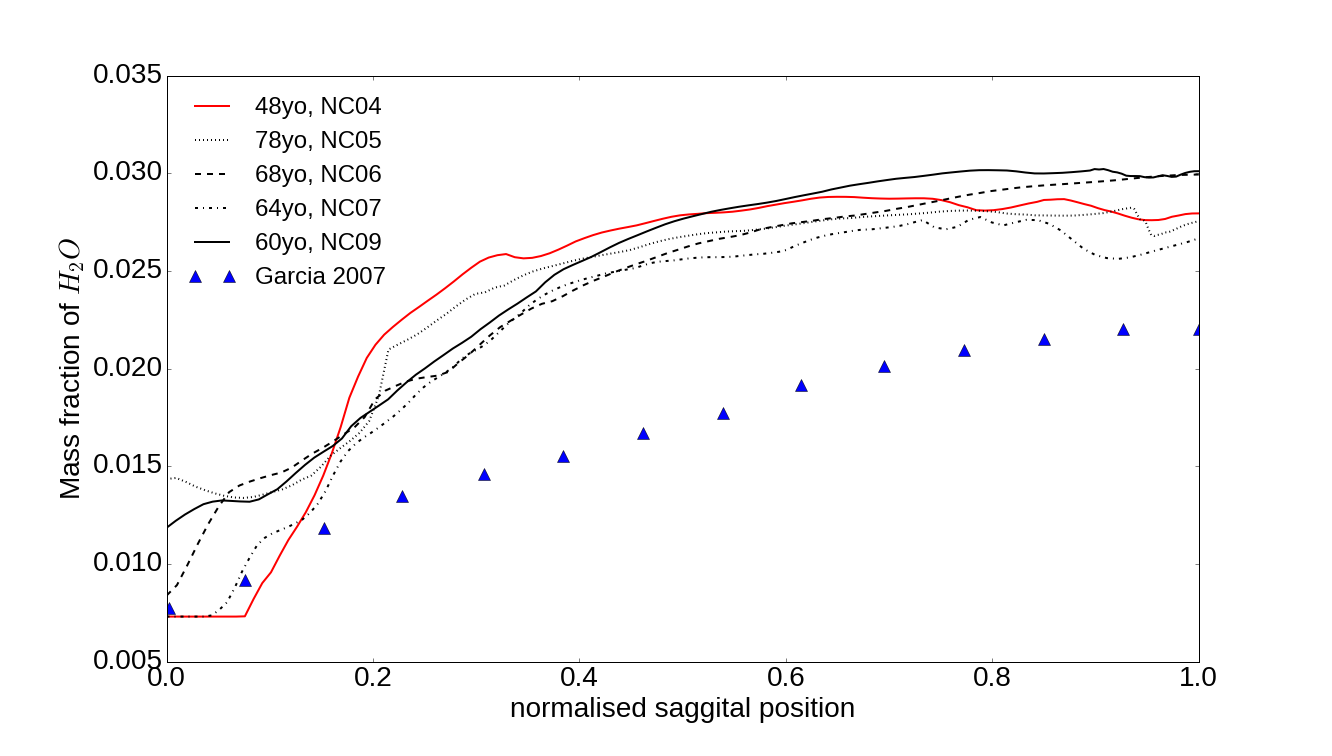 0.035
0.030
0.025
0.020
0.015
0.010
0.005
Mass fraction of H₂O
48yo, NC04
78yo, NC05
68yo, NC06
64yo, NC07
60yo, NC09
Garcia 2007
0.0 0.2 0.4 0.6 0.8 1.0
normalised saggital position